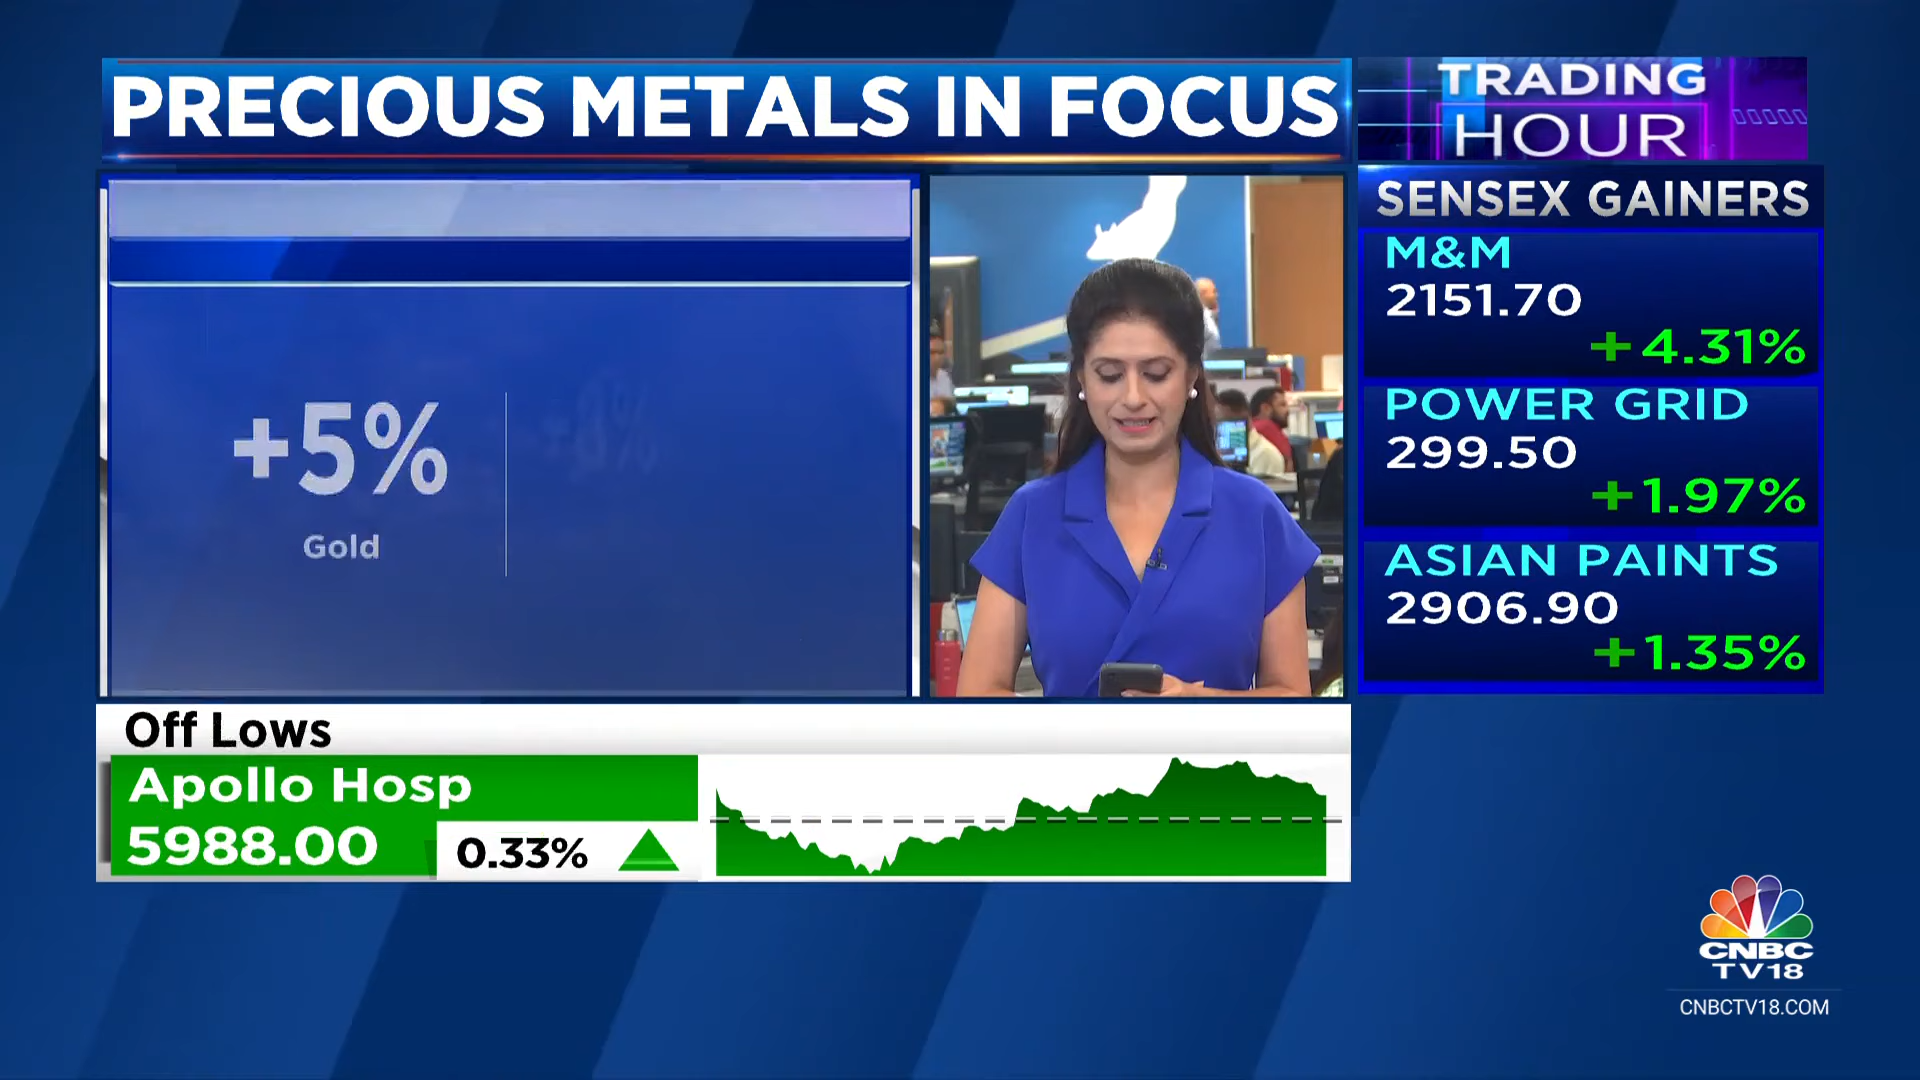 PRECIOUS METALS IN FOCUS
TRADING
HOUR
SENSEX GAINERS
M&M
2151.70
+4.31%
POWER GRID
299.50
+1.97%
ASIAN PAINTS
2906.90
+1.35%
+5%
Gold
Off Lows
Apollo Hosp
5988.00
0.33%
CNBC
TV18
CNBCTV18.COM